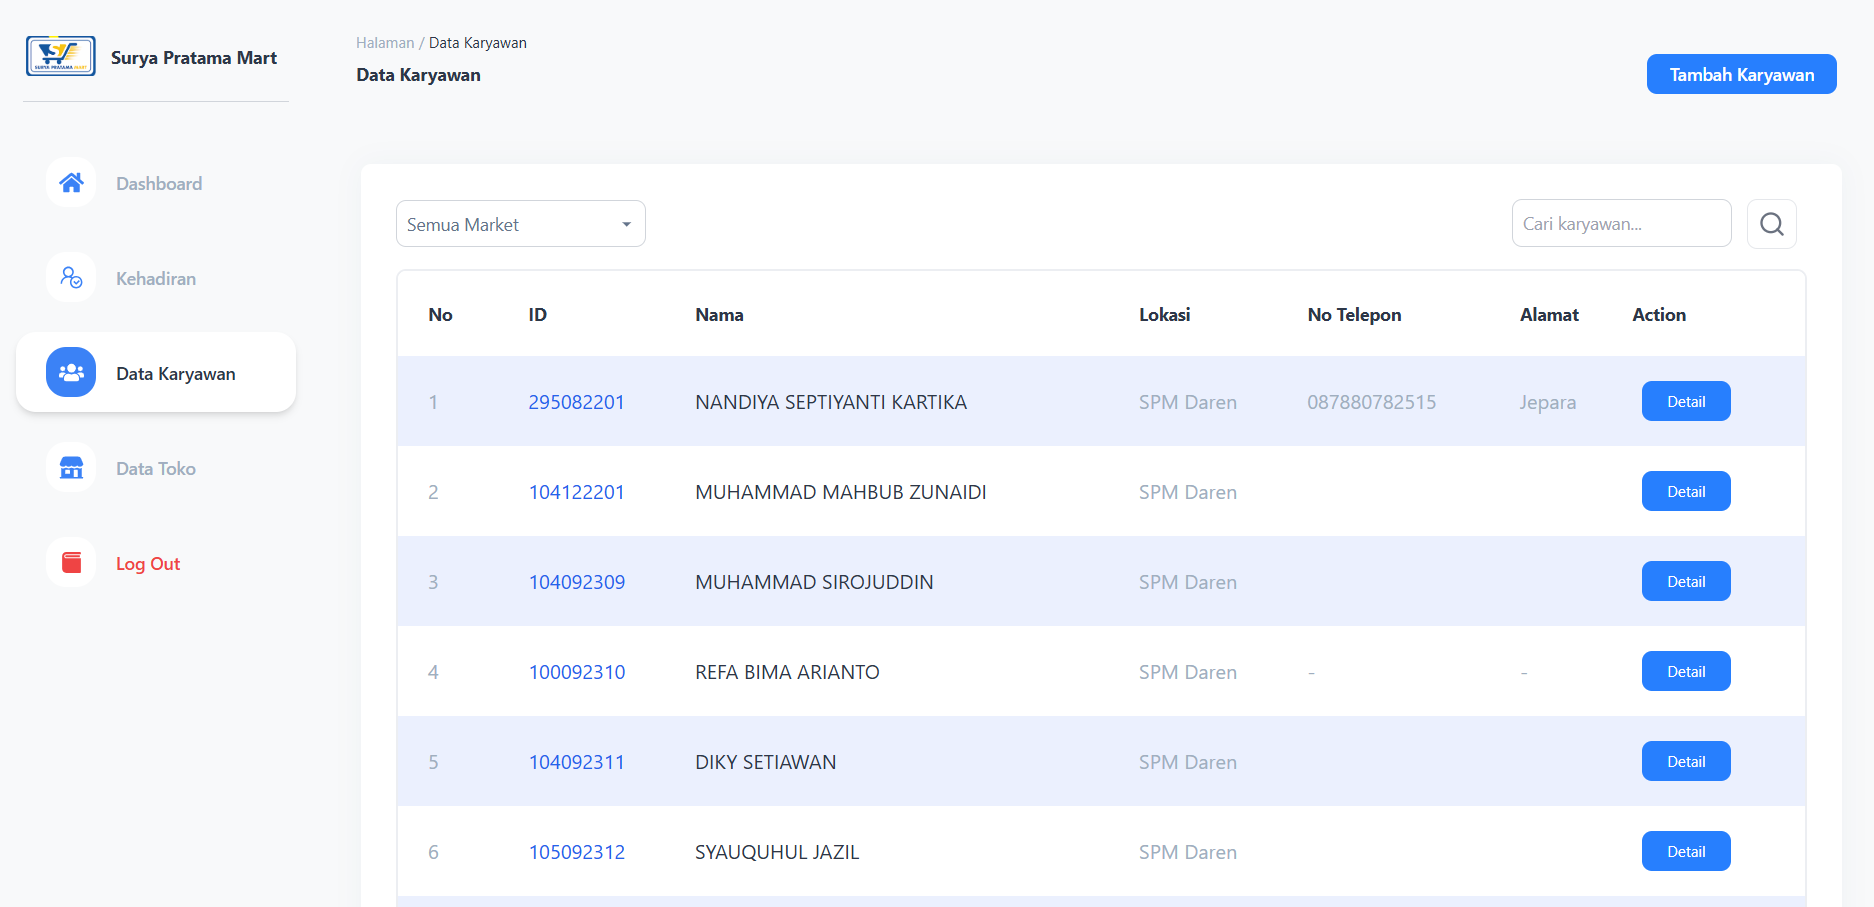 SURYA PRATAMA MART
Surya Pratama Mart
Halaman / Data Karyawan
Data Karyawan
Tambah Karyawan
Dashboard
Kehadiran
Data Karyawan
Data Toko
Log Out
Semua Market
Cari karyawan...
No ID Nama Lokasi No Telepon Alamat Action
1 295082201 NANDIYA SEPTIYANTI KARTIKA SPM Daren 087880782515 Jepara Detail
2 104122201 MUHAMMAD MAHBUB ZUNAIDI SPM Daren Detail
3 104092309 MUHAMMAD SIROJUDDIN SPM Daren Detail
4 100092310 REFA BIMA ARIANTO SPM Daren - - Detail
5 104092311 DIKY SETIAWAN SPM Daren Detail
6 105092312 SYAUQUHUL JAZIL SPM Daren Detail